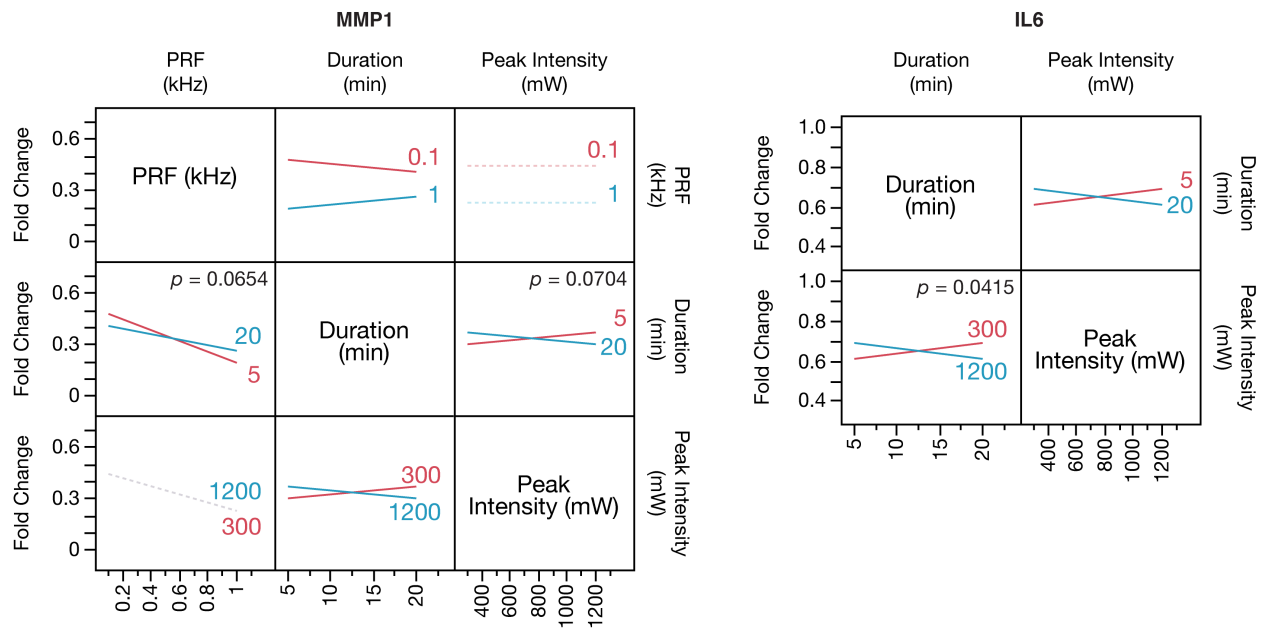 MMP1
IL6
PRF
(kHz)
Duration
(min)
Peak Intensity
(mW)
Duration
(min)
Peak Intensity
(mW)
Fold Change
0.6
0.3
0
PRF (kHz)
0.1
1
0.1
1
PRF
(kHz)
Fold Change
0.6
0.3
0
p = 0.0654
20
5
Duration
(min)
p = 0.0704
5
20
Duration
(min)
Fold Change
0.6
0.3
0
1200
300
300
1200
Peak
Intensity (mW)
Peak Intensity
(mW)
0.2
0.4
0.6
0.8
1
5
10
15
20
400
600
800
1000
1200
Fold Change
1.0
0.8
0.6
0.4
Duration
(min)
5
20
Duration
(min)
Fold Change
1.0
0.8
0.6
0.4
p = 0.0415
300
1200
Peak
Intensity (mW)
Peak Intensity
(mW)
5
10
15
20
400
600
800
1000
1200